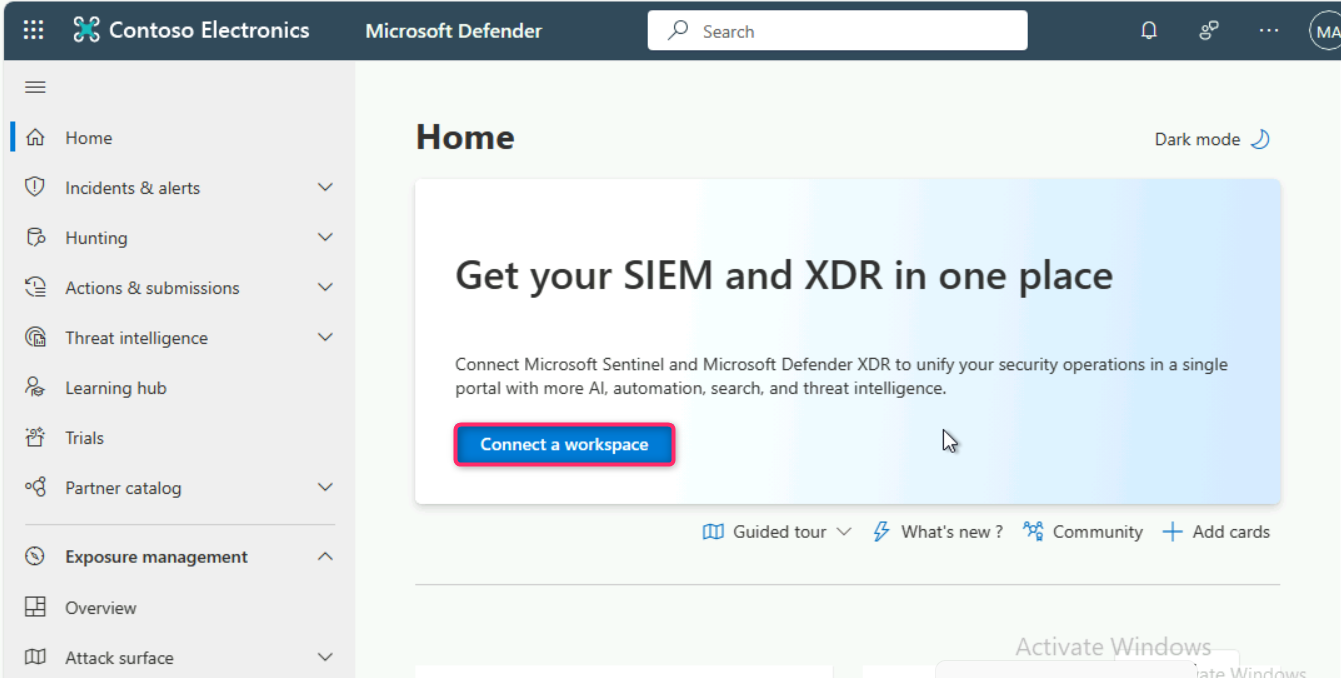 Contoso Electronics
Microsoft Defender
Search
MA
Home
Incidents & alerts
Hunting
Actions & submissions
Threat intelligence
Learning hub
Trials
Partner catalog
Exposure management
Overview
Attack surface
Home
Dark mode
Get your SIEM and XDR in one place
Connect Microsoft Sentinel and Microsoft Defender XDR to unify your security operations in a single
portal with more AI, automation, search, and threat intelligence.
Connect a workspace
Guided tour
What's new ?
Community
Add cards
Activate Windows
Windows